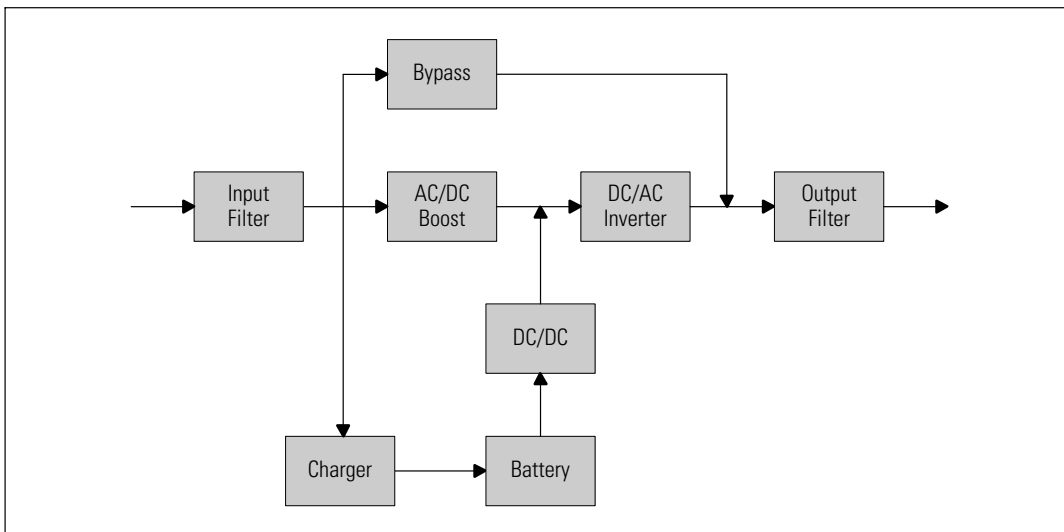 Bypass
Input
Filter
AC/DC
Boost
DC/AC
Inverter
Output
Filter
DC/DC
Charger
Battery